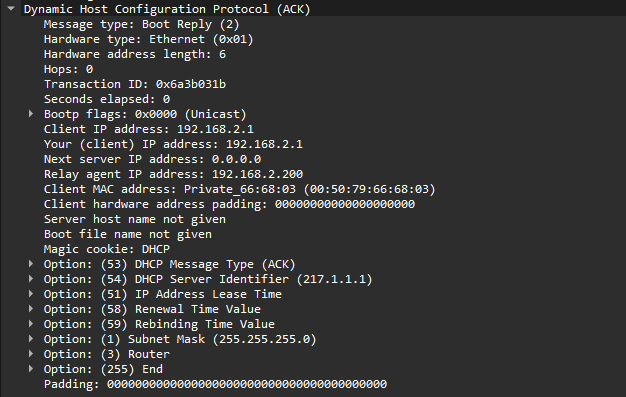 Dynamic Host Configuration Protocol (ACK)
Message type: Boot Reply (2)
Hardware type: Ethernet (0x01)
Hardware address length: 6
Hops: 0
Transaction ID: 0x6a3b031b
Seconds elapsed: 0
Bootp flags: 0x0000 (Unicast)
Client IP address: 192.168.2.1
Your (client) IP address: 192.168.2.1
Next server IP address: 0.0.0.0
Relay agent IP address: 192.168.2.200
Client MAC address: Private_66:68:03 (00:50:79:66:68:03)
Client hardware address padding: 00000000000000000000
Server host name not given
Boot file name not given
Magic cookie: DHCP
Option: (53) DHCP Message Type (ACK)
Option: (54) DHCP Server Identifier (217.1.1.1)
Option: (51) IP Address Lease Time
Option: (58) Renewal Time Value
Option: (59) Rebinding Time Value
Option: (1) Subnet Mask (255.255.255.0)
Option: (3) Router
Option: (255) End
Padding: 0000000000000000000000000000000000000000